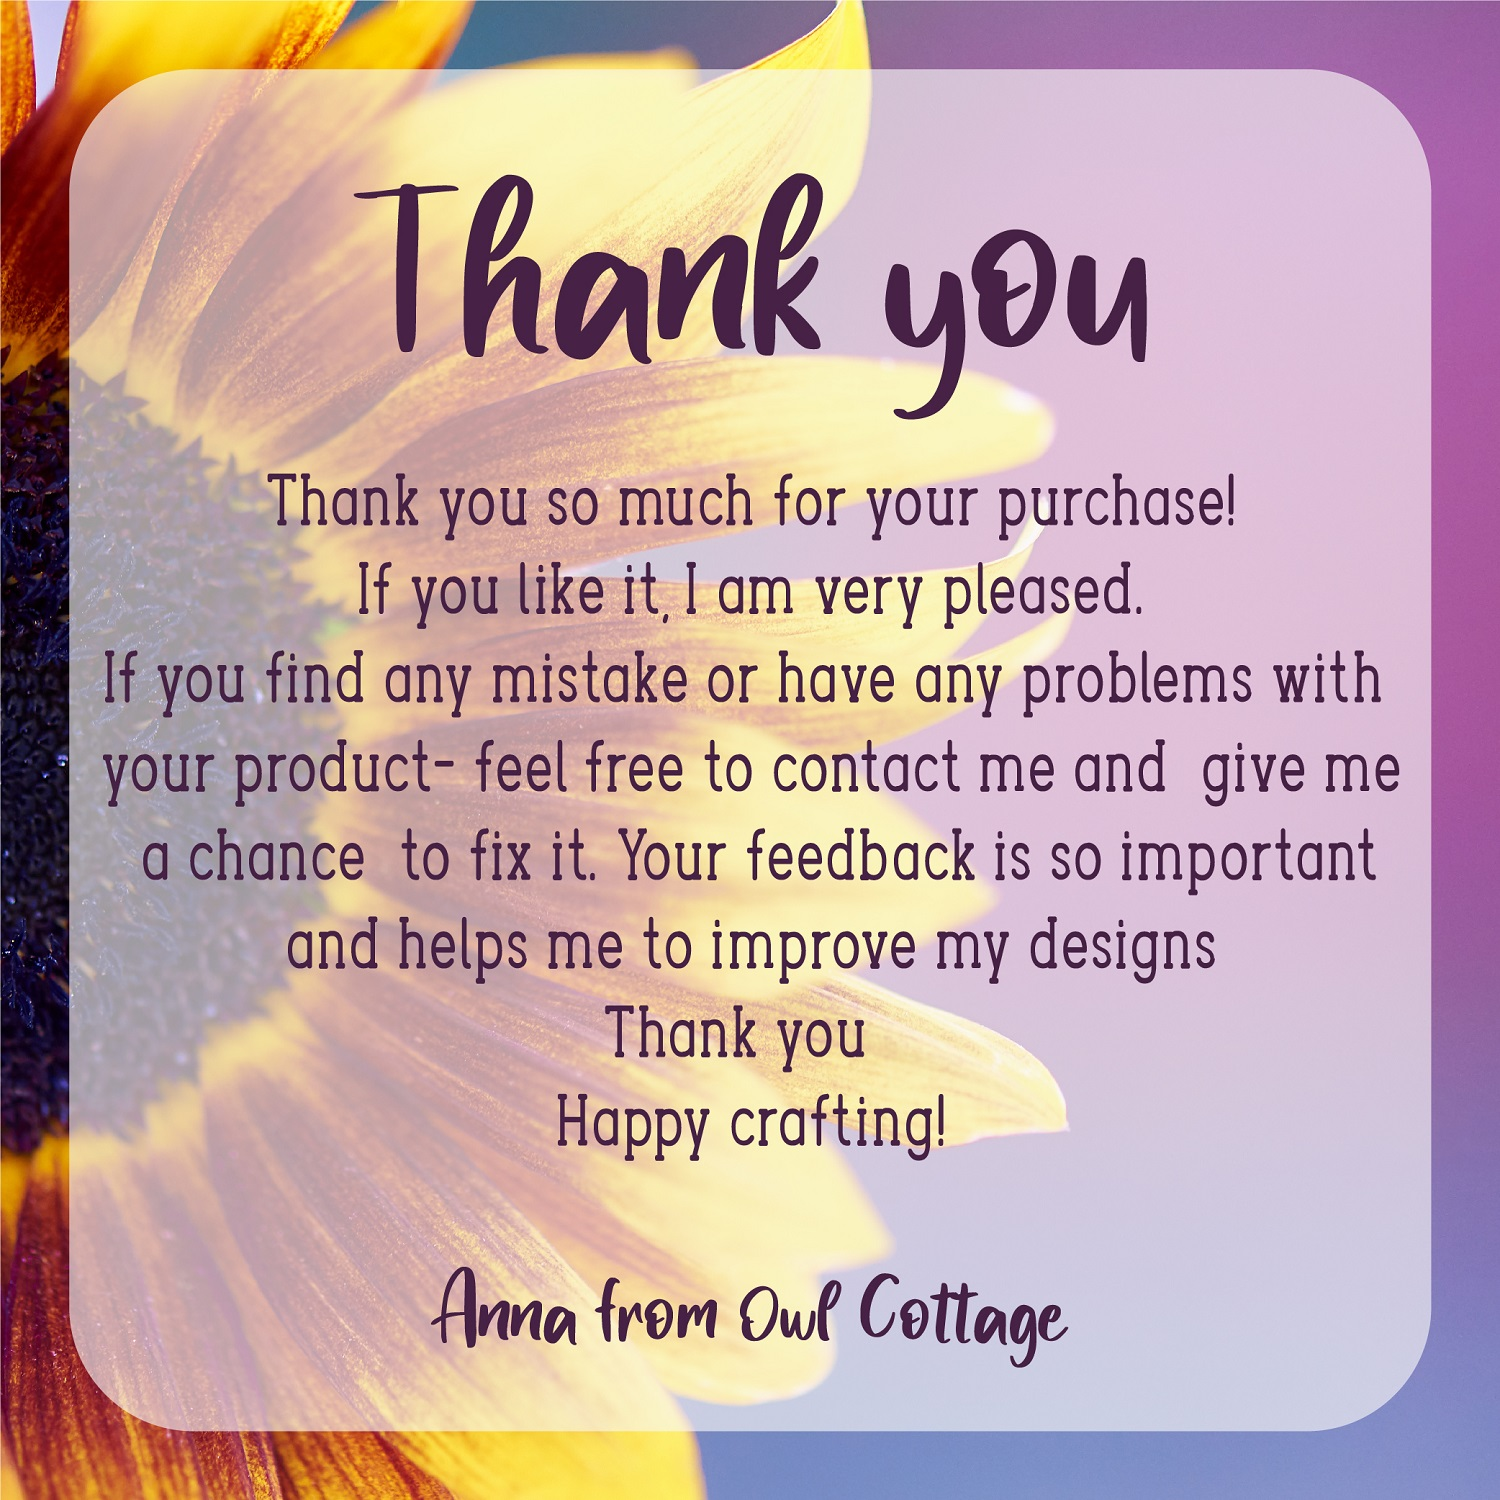 Thank you
Thank you so much for your purchase!
If you like it, I am very pleased.
If you find any mistake or have any problems with
your product- feel free to contact me and  give me
a chance  to fix it. Your feedback is so important
and helps me to improve my designs
Thank you
Happy crafting!
Anna from Owl Cottage